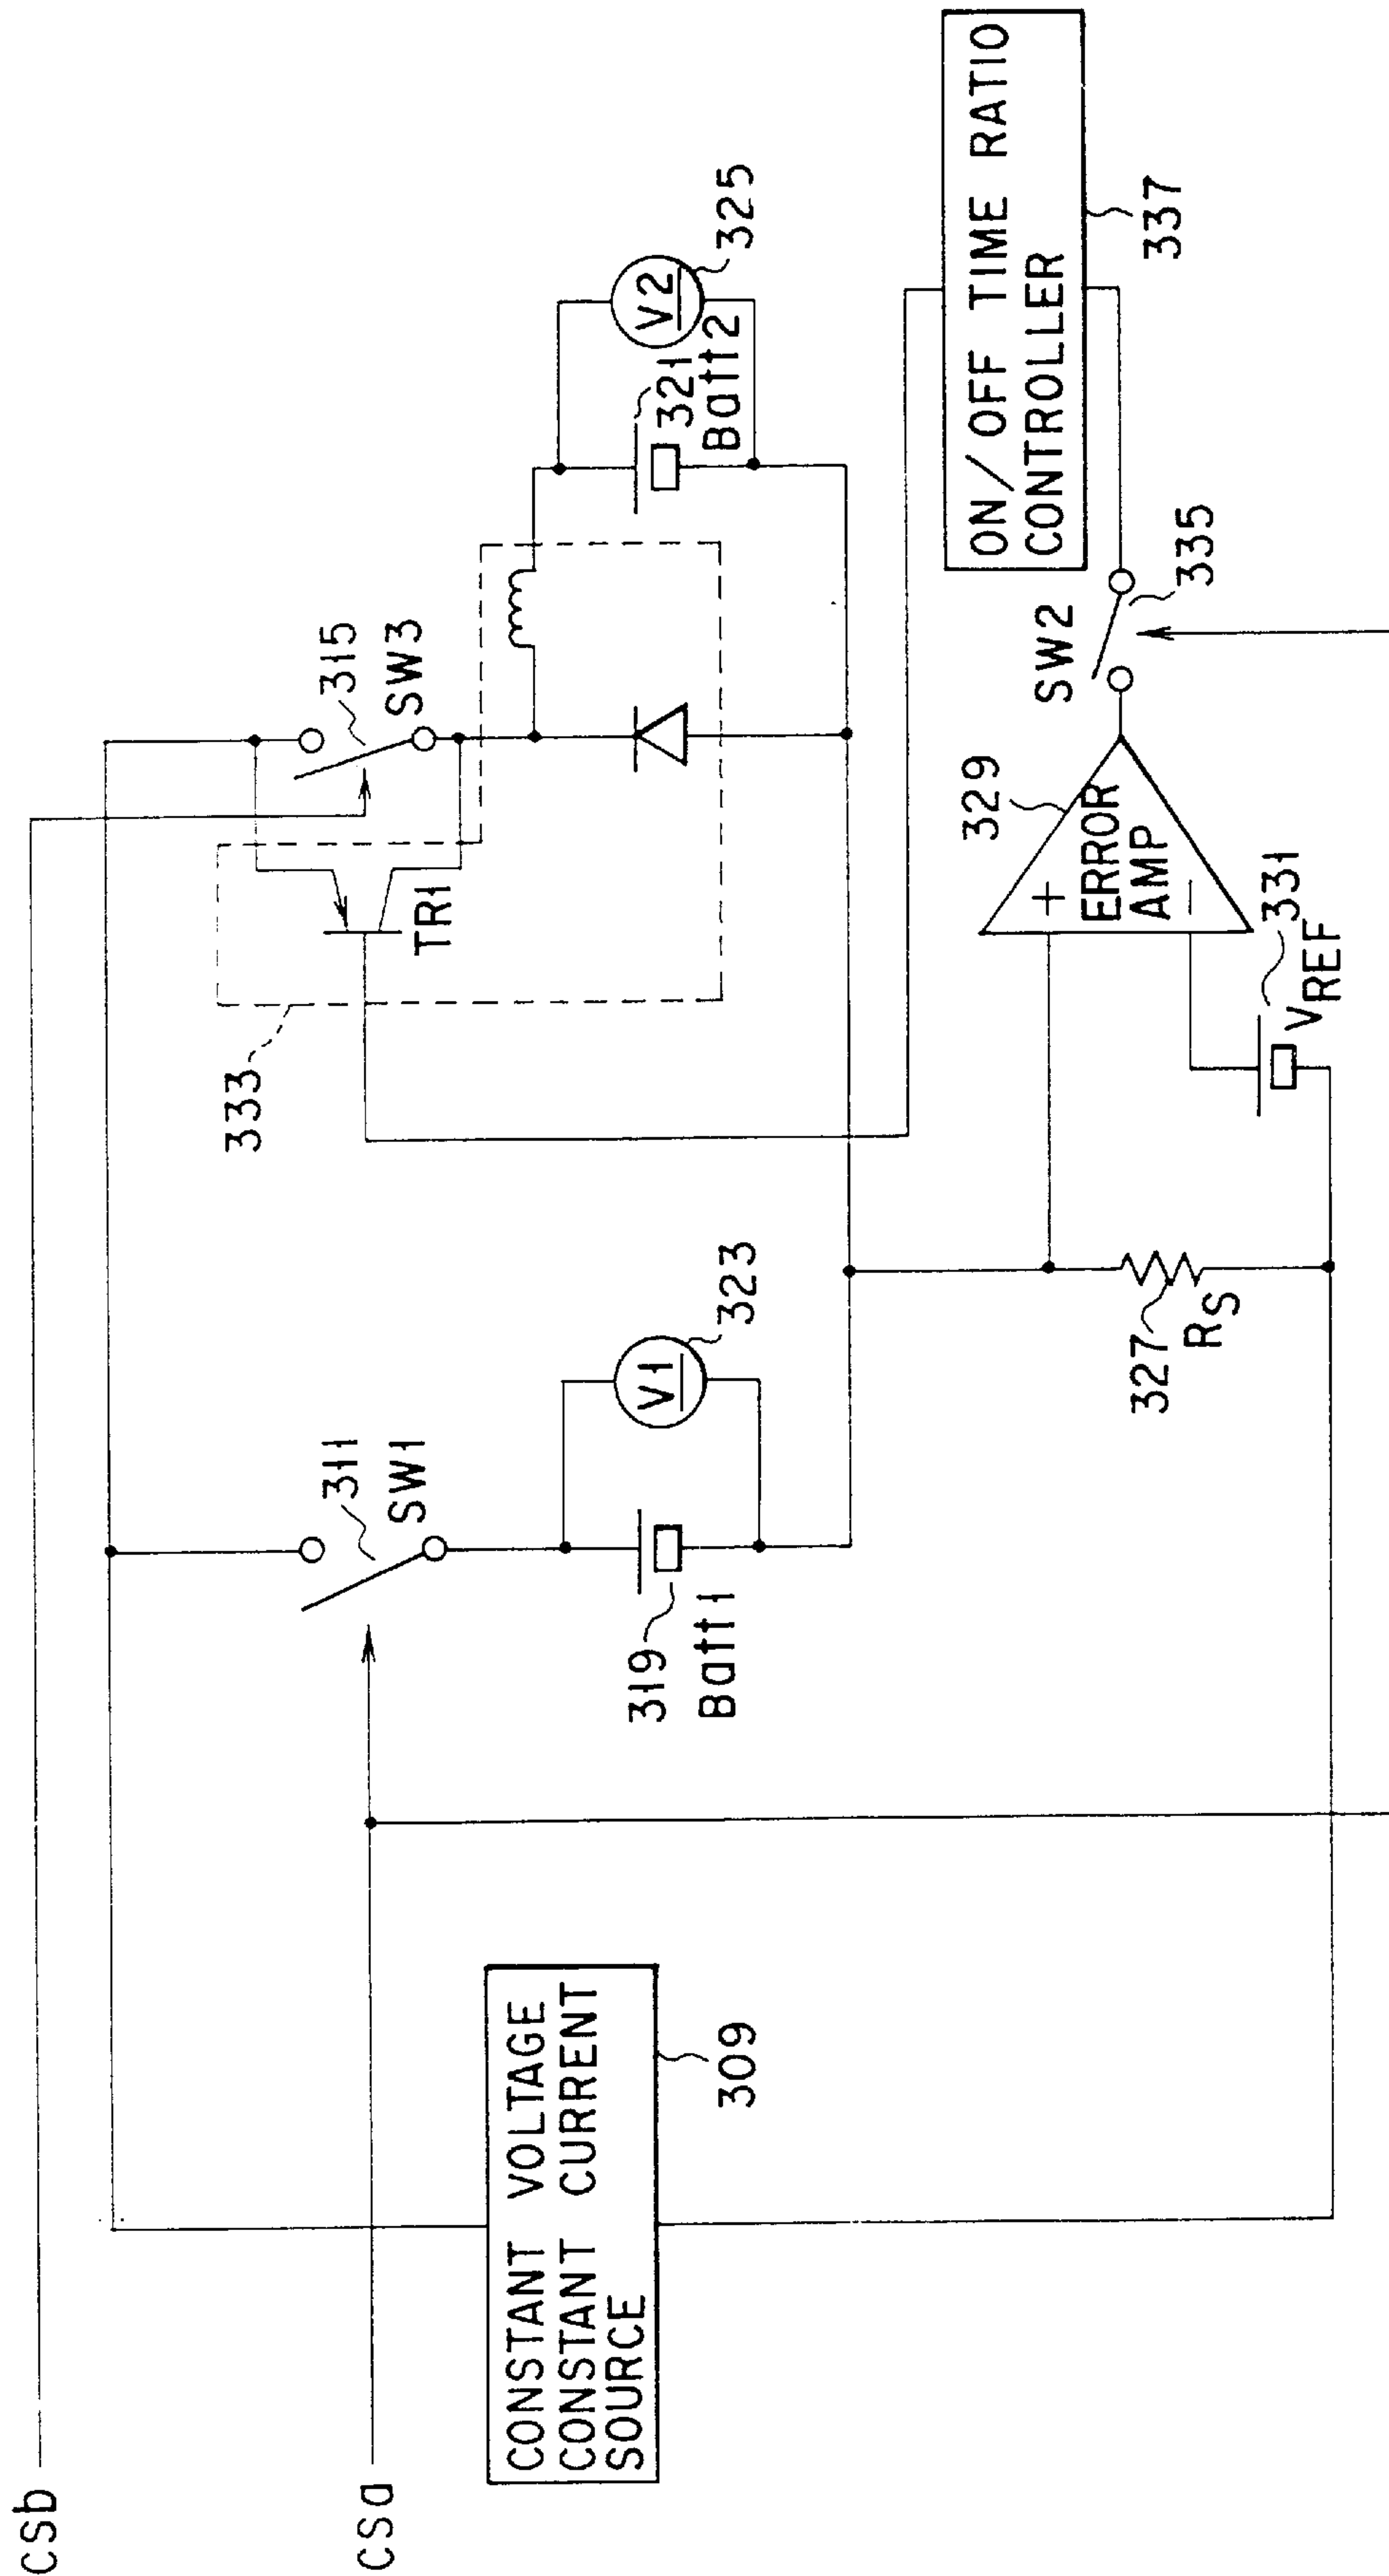 CSb
CSa
CONSTANT VOLTAGE
CONSTANT CURRENT
SOURCE
309
311
SW1
319
Batt1
V1
323
333
TR1
315
SW3
321
Batt2
V2
325
327
RS
329
+
ERROR
AMP
−
331
VREF
SW2
335
ON/OFF TIME RATIO
CONTROLLER
337